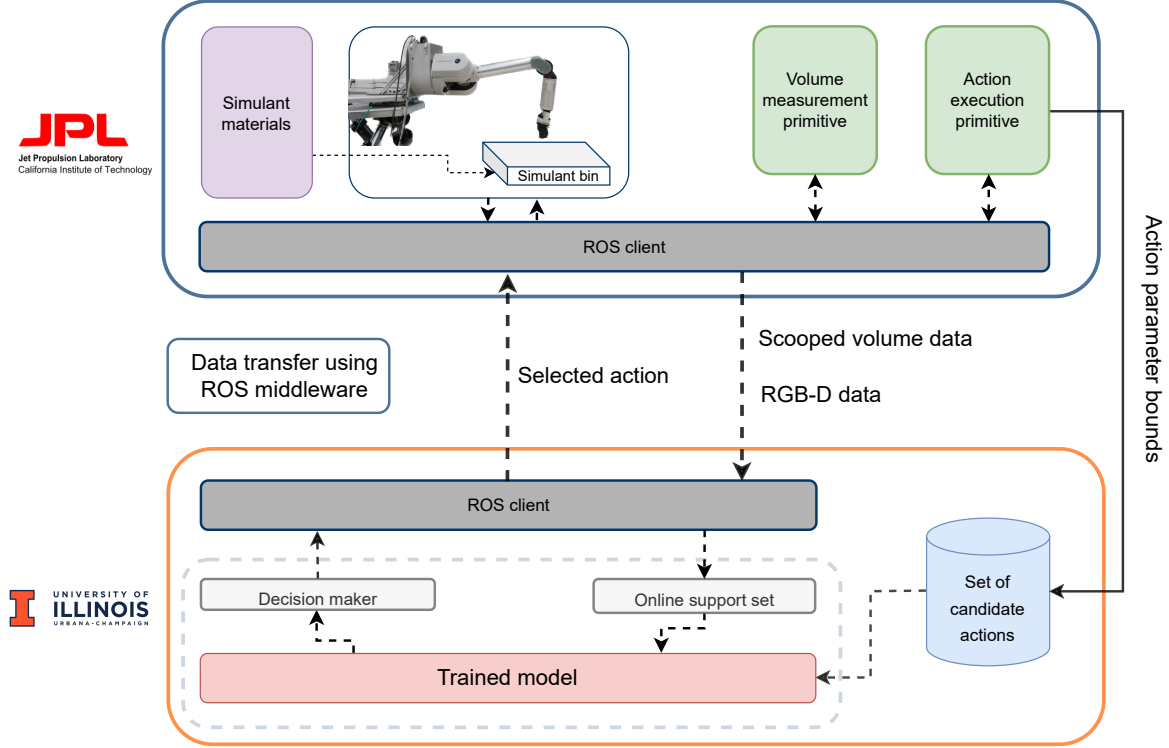 Simulant
materials
Simulant bin
Volume
measurement
primitive
Action
execution
primitive
JPL
Jet Propulsion Laboratory
California Institute of Technology
ROS client
Action parameter bounds
Data transfer using
ROS middleware
Selected action
Scooped volume data
RGB-D data
ROS client
Decision maker
Online support set
Set of
candidate
actions
UNIVERSITY OF
ILLINOIS
URBANA-CHAMPAIGN
Trained model